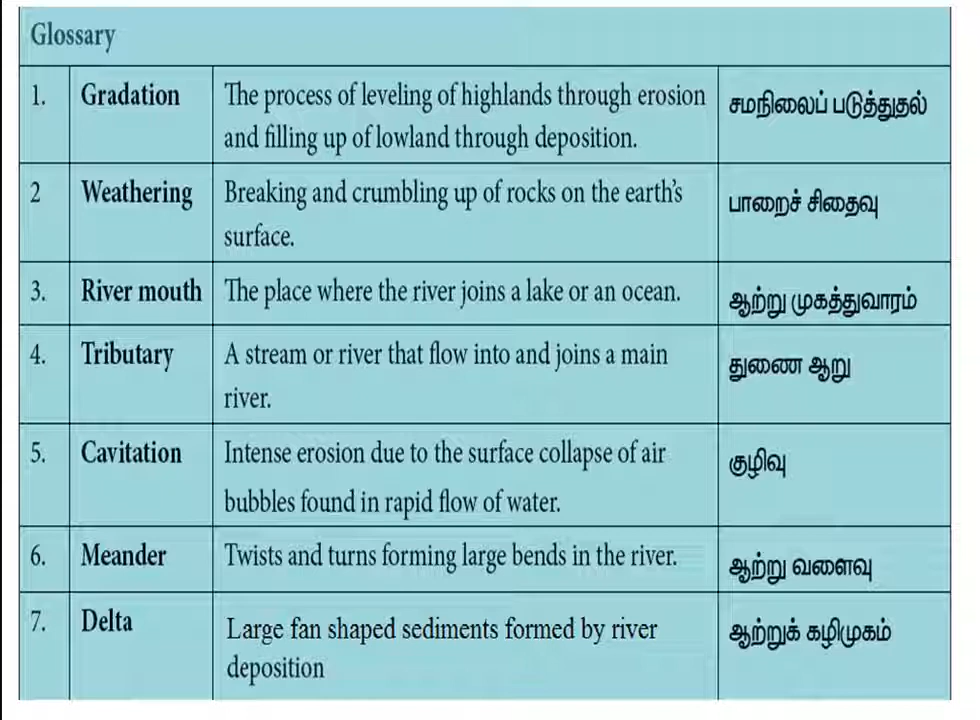 Glossary
1. Gradation The process of leveling of highlands through erosion சமநிலைப் படுத்துதல்
and filling up of lowland through deposition.
2 Weathering Breaking and crumbling up of rocks on the earth's பாறைச் சிதைவு
surface.
3. River mouth The place where the river joins a lake or an ocean. ஆற்று முகத்துவாரம்
4. Tributary A stream or river that flow into and joins a main துணை ஆறு
river.
5. Cavitation Intense erosion due to the surface collapse of air குழிவு
bubbles found in rapid flow of water.
6. Meander Twists and turns forming large bends in the river. ஆற்று வளைவு
7. Delta Large fan shaped sediments formed by river ஆற்றுக் கழிமுகம்
deposition